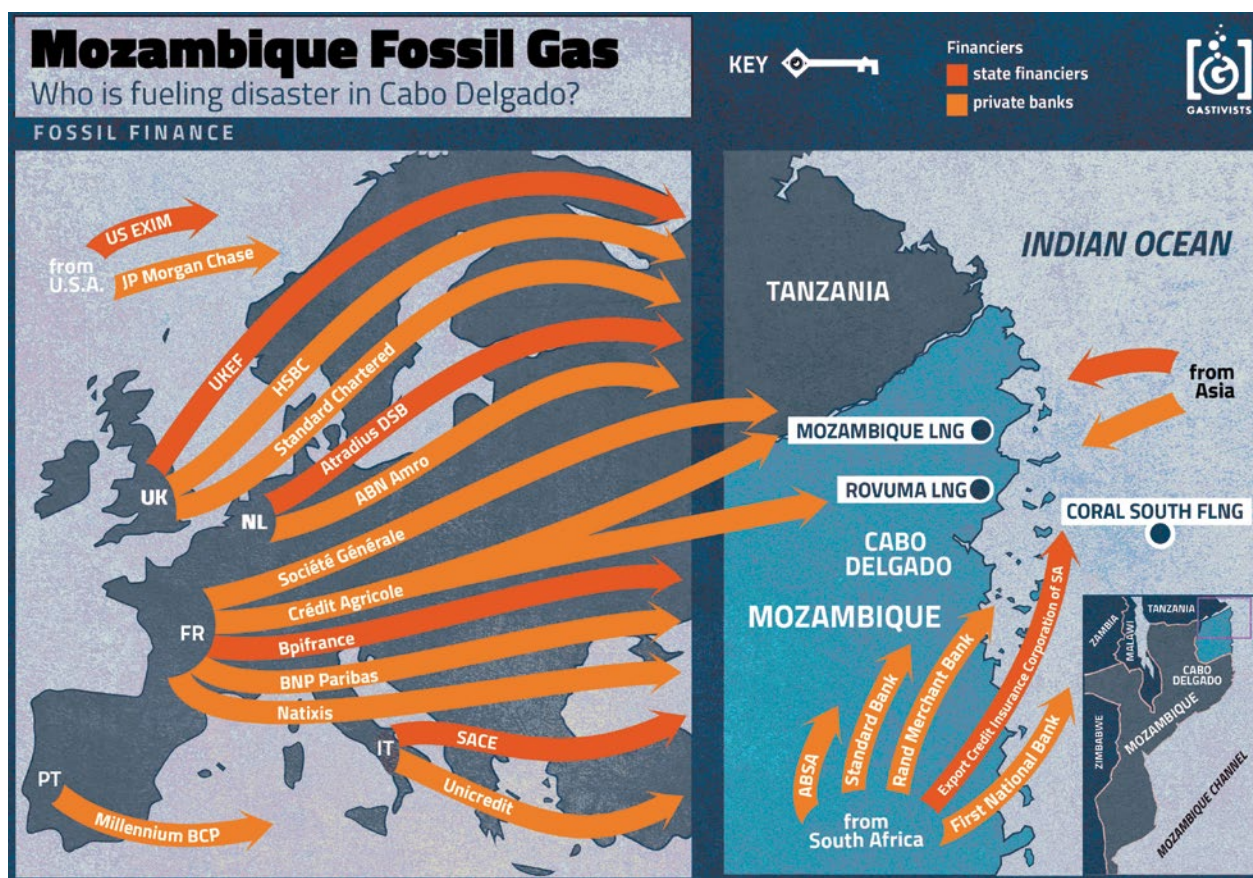 Mozambique Fossil Gas
Who is fueling disaster in Cabo Delgado?
FOSSIL FINANCE
KEY
Financiers
state financiers
private banks
G
GASTIVISTS
US EXIM
from
U.S.A.
JP Morgan Chase
UKEF
HSBC
Standard Chartered
Atradius DSB
ABN Amro
Société Générale
Crédit Agricole
Bpifrance
BNP Paribas
Natixis
SACE
Unicredit
Millennium BCP
UK
NL
FR
IT
PT
INDIAN OCEAN
TANZANIA
from
Asia
MOZAMBIQUE LNG
ROVUMA LNG
CORAL SOUTH FLNG
CABO
DELGADO
MOZAMBIQUE
ABSA
Standard Bank
Rand Merchant Bank
Export Credit Insurance Corporation of SA
First National Bank
from
South Africa
TANZANIA
ZAMBIA
MALAWI
CABO
DELGADO
MOZAMBIQUE
ZIMBABWE
MOZAMBIQUE CHANNEL